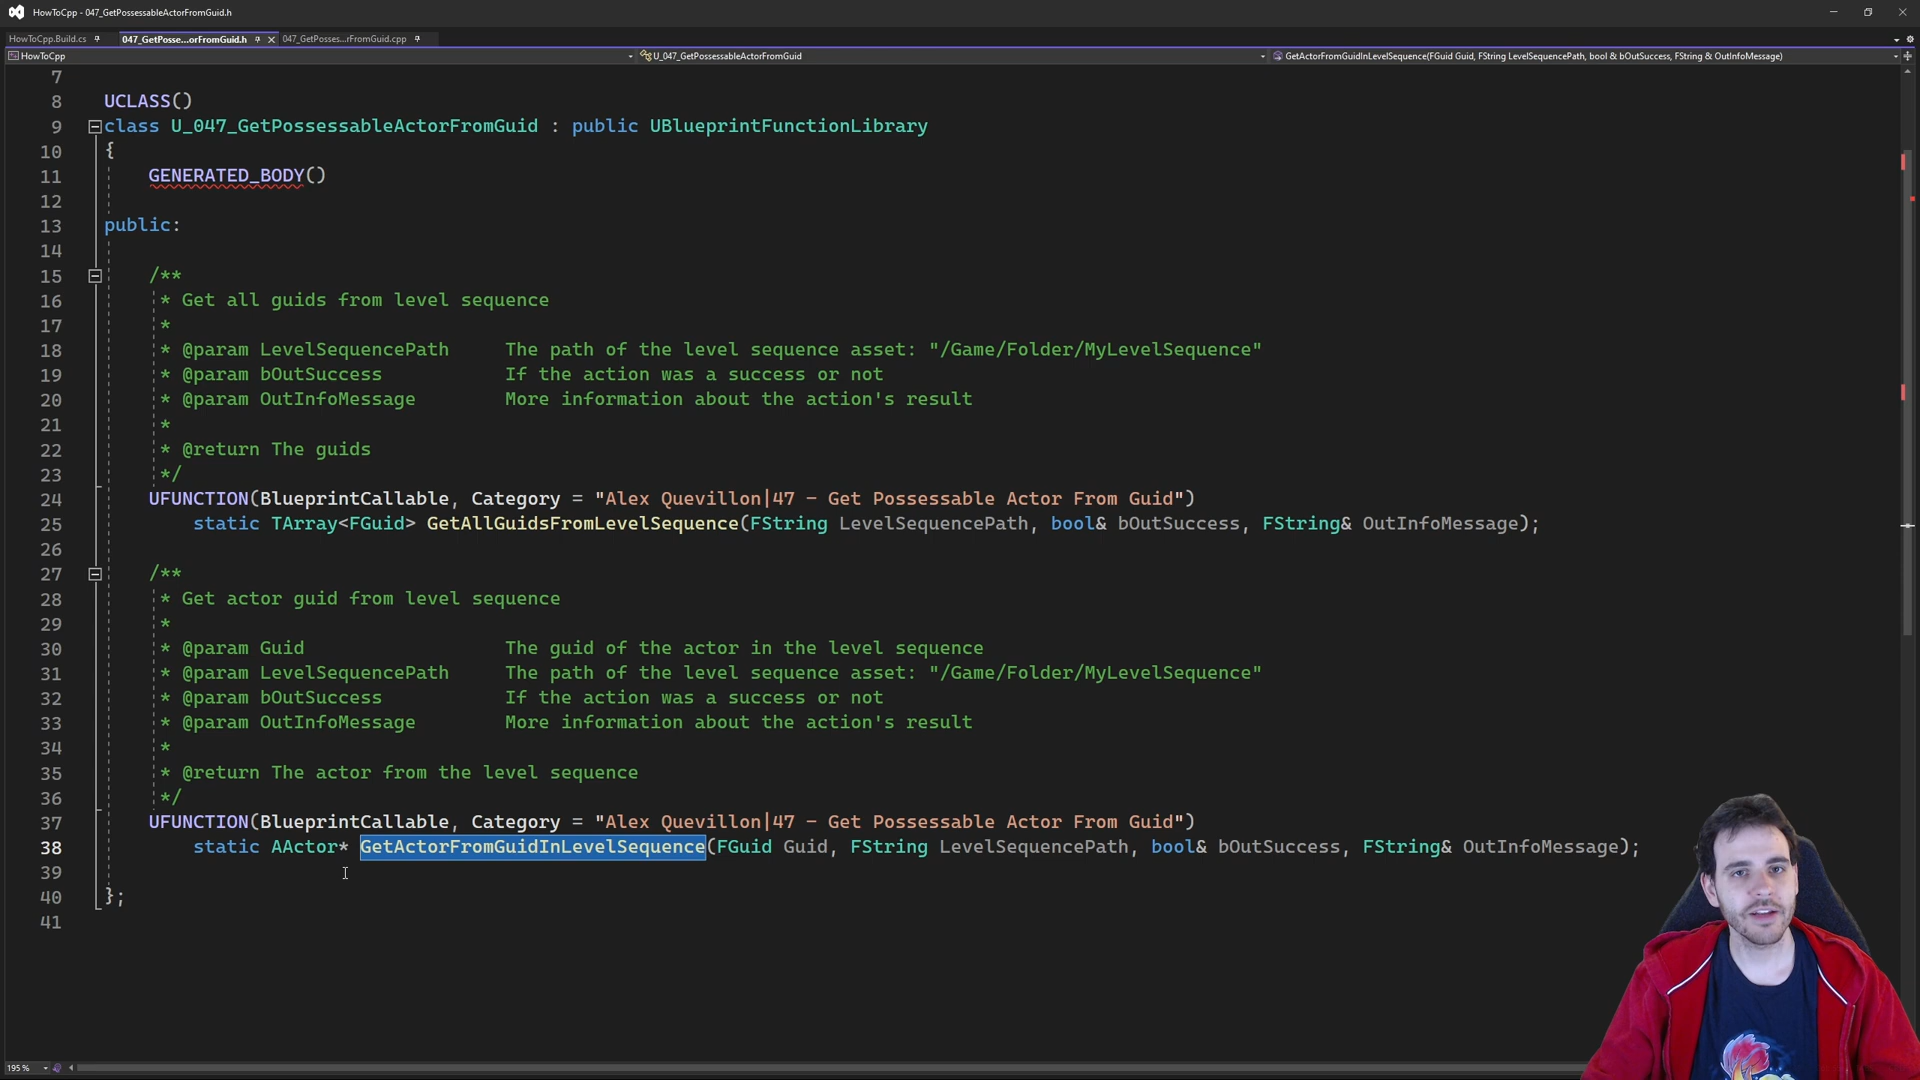 HowToCpp - 047_GetPossessableActorFromGuid.h
HowToCpp.Build.cs 047_GetPosse...orFromGuid.h 047_GetPosses...rFromGuid.cpp
HowToCpp U_047_GetPossessableActorFromGuid GetActorFromGuidInLevelSequence(FGuid Guid, FString LevelSequencePath, bool & bOutSuccess, FString & OutInfoMessage)
7
8 UCLASS()
9 class U_047_GetPossessableActorFromGuid : public UBlueprintFunctionLibrary
10 {
11 GENERATED_BODY()
12
13 public:
14
15 /**
16 * Get all guids from level sequence
17 *
18 * @param LevelSequencePath The path of the level sequence asset: "/Game/Folder/MyLevelSequence"
19 * @param bOutSuccess If the action was a success or not
20 * @param OutInfoMessage More information about the action's result
21 *
22 * @return The guids
23 */
24 UFUNCTION(BlueprintCallable, Category = "Alex Quevillon|47 - Get Possessable Actor From Guid")
25 static TArray<FGuid> GetAllGuidsFromLevelSequence(FString LevelSequencePath, bool& bOutSuccess, FString& OutInfoMessage);
26
27 /**
28 * Get actor guid from level sequence
29 *
30 * @param Guid The guid of the actor in the level sequence
31 * @param LevelSequencePath The path of the level sequence asset: "/Game/Folder/MyLevelSequence"
32 * @param bOutSuccess If the action was a success or not
33 * @param OutInfoMessage More information about the action's result
34 *
35 * @return The actor from the level sequence
36 */
37 UFUNCTION(BlueprintCallable, Category = "Alex Quevillon|47 - Get Possessable Actor From Guid")
38 static AActor* GetActorFromGuidInLevelSequence(FGuid Guid, FString LevelSequencePath, bool& bOutSuccess, FString& OutInfoMessage);
39
40 };
41
195 %